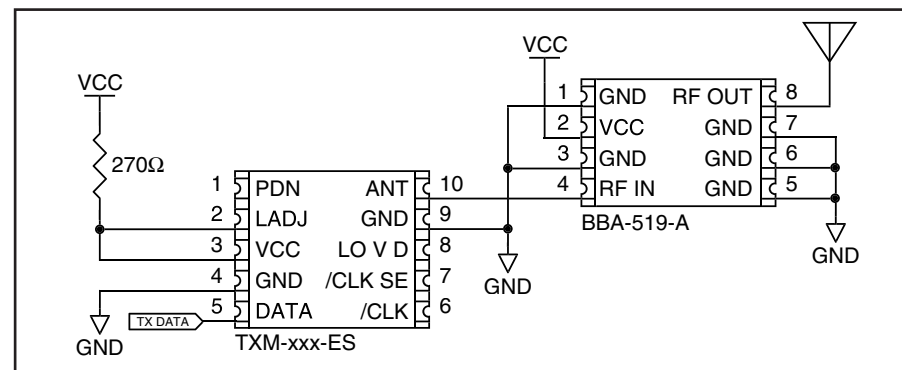 VCC
270Ω
1 PDN ANT 10
2 LADJ GND 9
3 VCC LO V D 8
4 GND /CLK SE 7
5 DATA /CLK 6
TX DATA
GND
TXM-xxx-ES
VCC
1 GND RF OUT 8
2 VCC GND 7
3 GND GND 6
4 RF IN GND 5
BBA-519-A
GND
GND